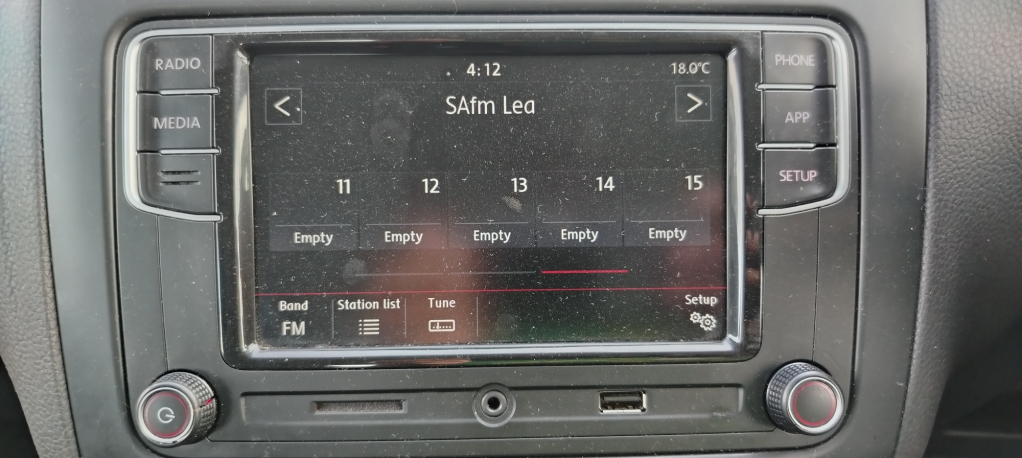 RADIO
MEDIA
PHONE
APP
SETUP
4:12
18.0°C
< SAfm Lea >
11 12 13 14 15
Empty Empty Empty Empty Empty
Band Station list Tune Setup
FM